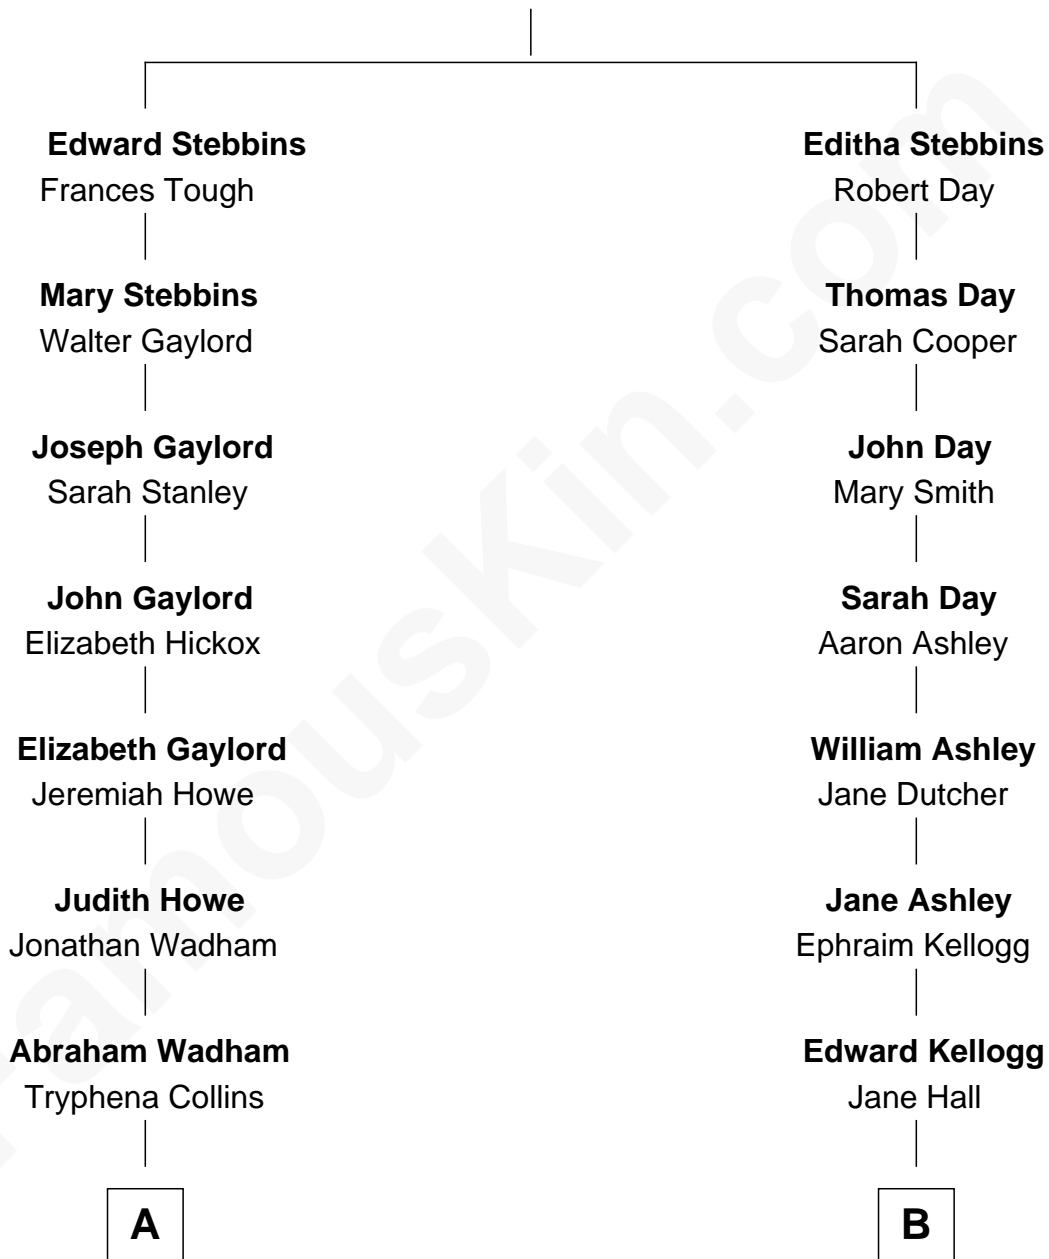 Edward Stebbins
Frances Tough
Mary Stebbins
Walter Gaylord
Joseph Gaylord
Sarah Stanley
John Gaylord
Elizabeth Hickox
Elizabeth Gaylord
Jeremiah Howe
Judith Howe
Jonathan Wadham
Abraham Wadham
Tryphena Collins
A
Editha Stebbins
Robert Day
Thomas Day
Sarah Cooper
John Day
Mary Smith
Sarah Day
Aaron Ashley
William Ashley
Jane Dutcher
Jane Ashley
Ephraim Kellogg
Edward Kellogg
Jane Hall
B
FamousKin.com